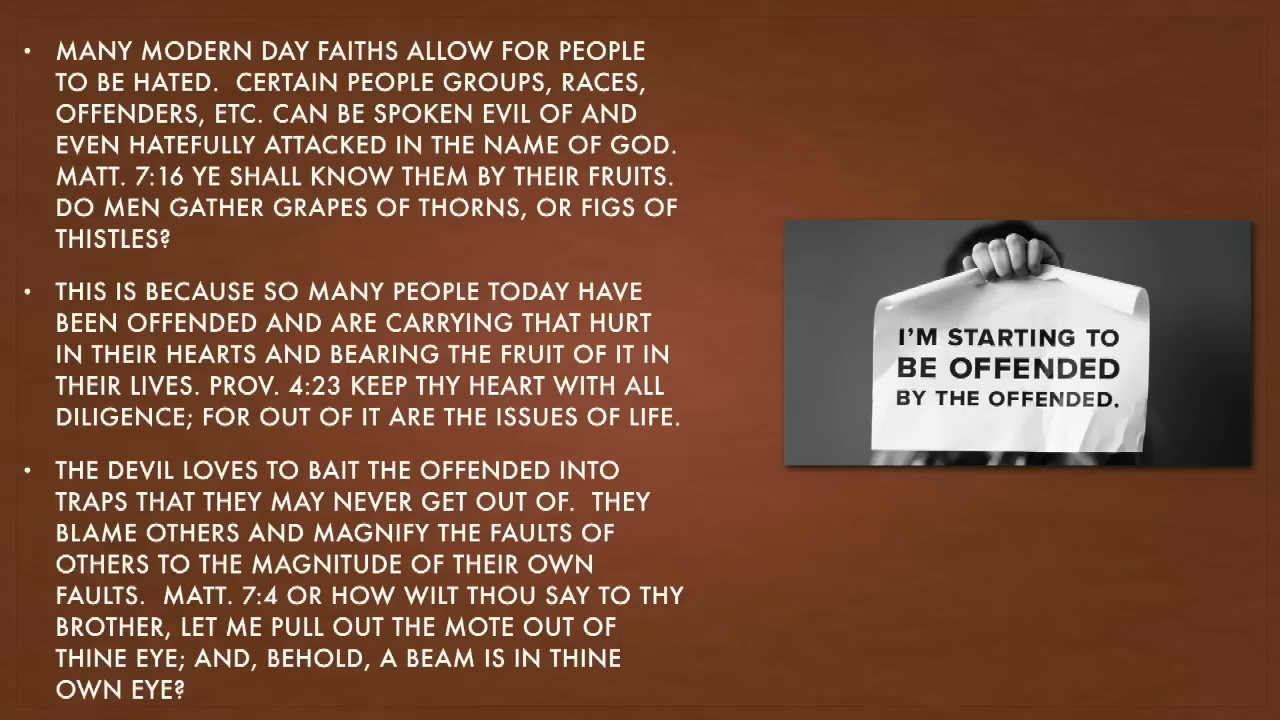 • MANY MODERN DAY FAITHS ALLOW FOR PEOPLE
TO BE HATED. CERTAIN PEOPLE GROUPS, RACES,
OFFENDERS, ETC. CAN BE SPOKEN EVIL OF AND
EVEN HATEFULLY ATTACKED IN THE NAME OF GOD.
MATT. 7:16 YE SHALL KNOW THEM BY THEIR FRUITS.
DO MEN GATHER GRAPES OF THORNS, OR FIGS OF
THISTLES?
• THIS IS BECAUSE SO MANY PEOPLE TODAY HAVE
BEEN OFFENDED AND ARE CARRYING THAT HURT
IN THEIR HEARTS AND BEARING THE FRUIT OF IT IN
THEIR LIVES. PROV. 4:23 KEEP THY HEART WITH ALL
DILIGENCE; FOR OUT OF IT ARE THE ISSUES OF LIFE.
• THE DEVIL LOVES TO BAIT THE OFFENDED INTO
TRAPS THAT THEY MAY NEVER GET OUT OF. THEY
BLAME OTHERS AND MAGNIFY THE FAULTS OF
OTHERS TO THE MAGNITUDE OF THEIR OWN
FAULTS. MATT. 7:4 OR HOW WILT THOU SAY TO THY
BROTHER, LET ME PULL OUT THE MOTE OUT OF
THINE EYE; AND, BEHOLD, A BEAM IS IN THINE
OWN EYE?
I'M STARTING TO
BE OFFENDED
BY THE OFFENDED.